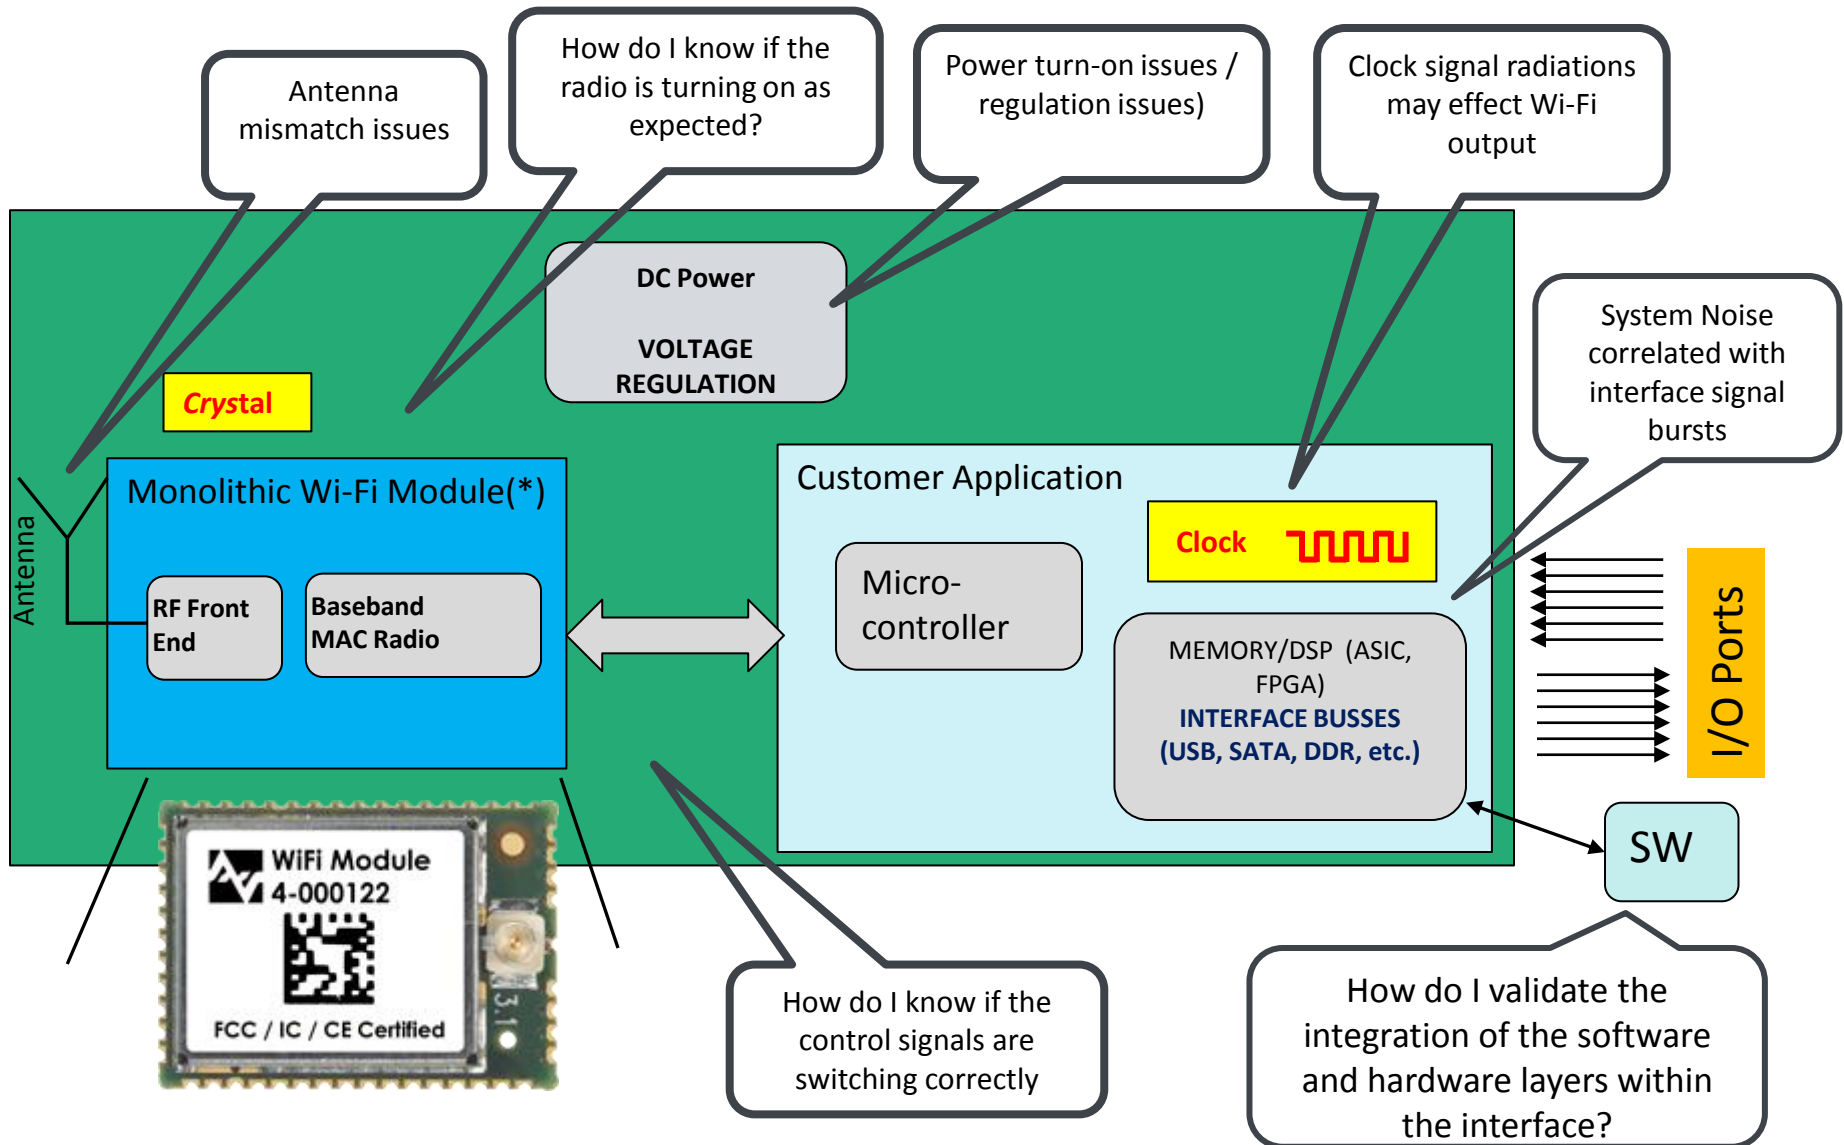 Antenna
mismatch issues
How do I know if the
radio is turning on as
expected?
Power turn-on issues /
regulation issues)
Clock signal radiations
may effect Wi-Fi
output
DC Power
VOLTAGE
REGULATION
System Noise
correlated with
interface signal
bursts
Crystal
Antenna
Monolithic Wi-Fi Module(*)
RF Front
End
Baseband
MAC Radio
Customer Application
Clock
Micro-
controller
MEMORY/DSP (ASIC,
FPGA)
INTERFACE BUSSES
(USB, SATA, DDR, etc.)
I/O Ports
SW
WiFi Module
4-000122
FCC / IC / CE Certified
3.1
How do I know if the
control signals are
switching correctly
How do I validate the
integration of the software
and hardware layers within
the interface?